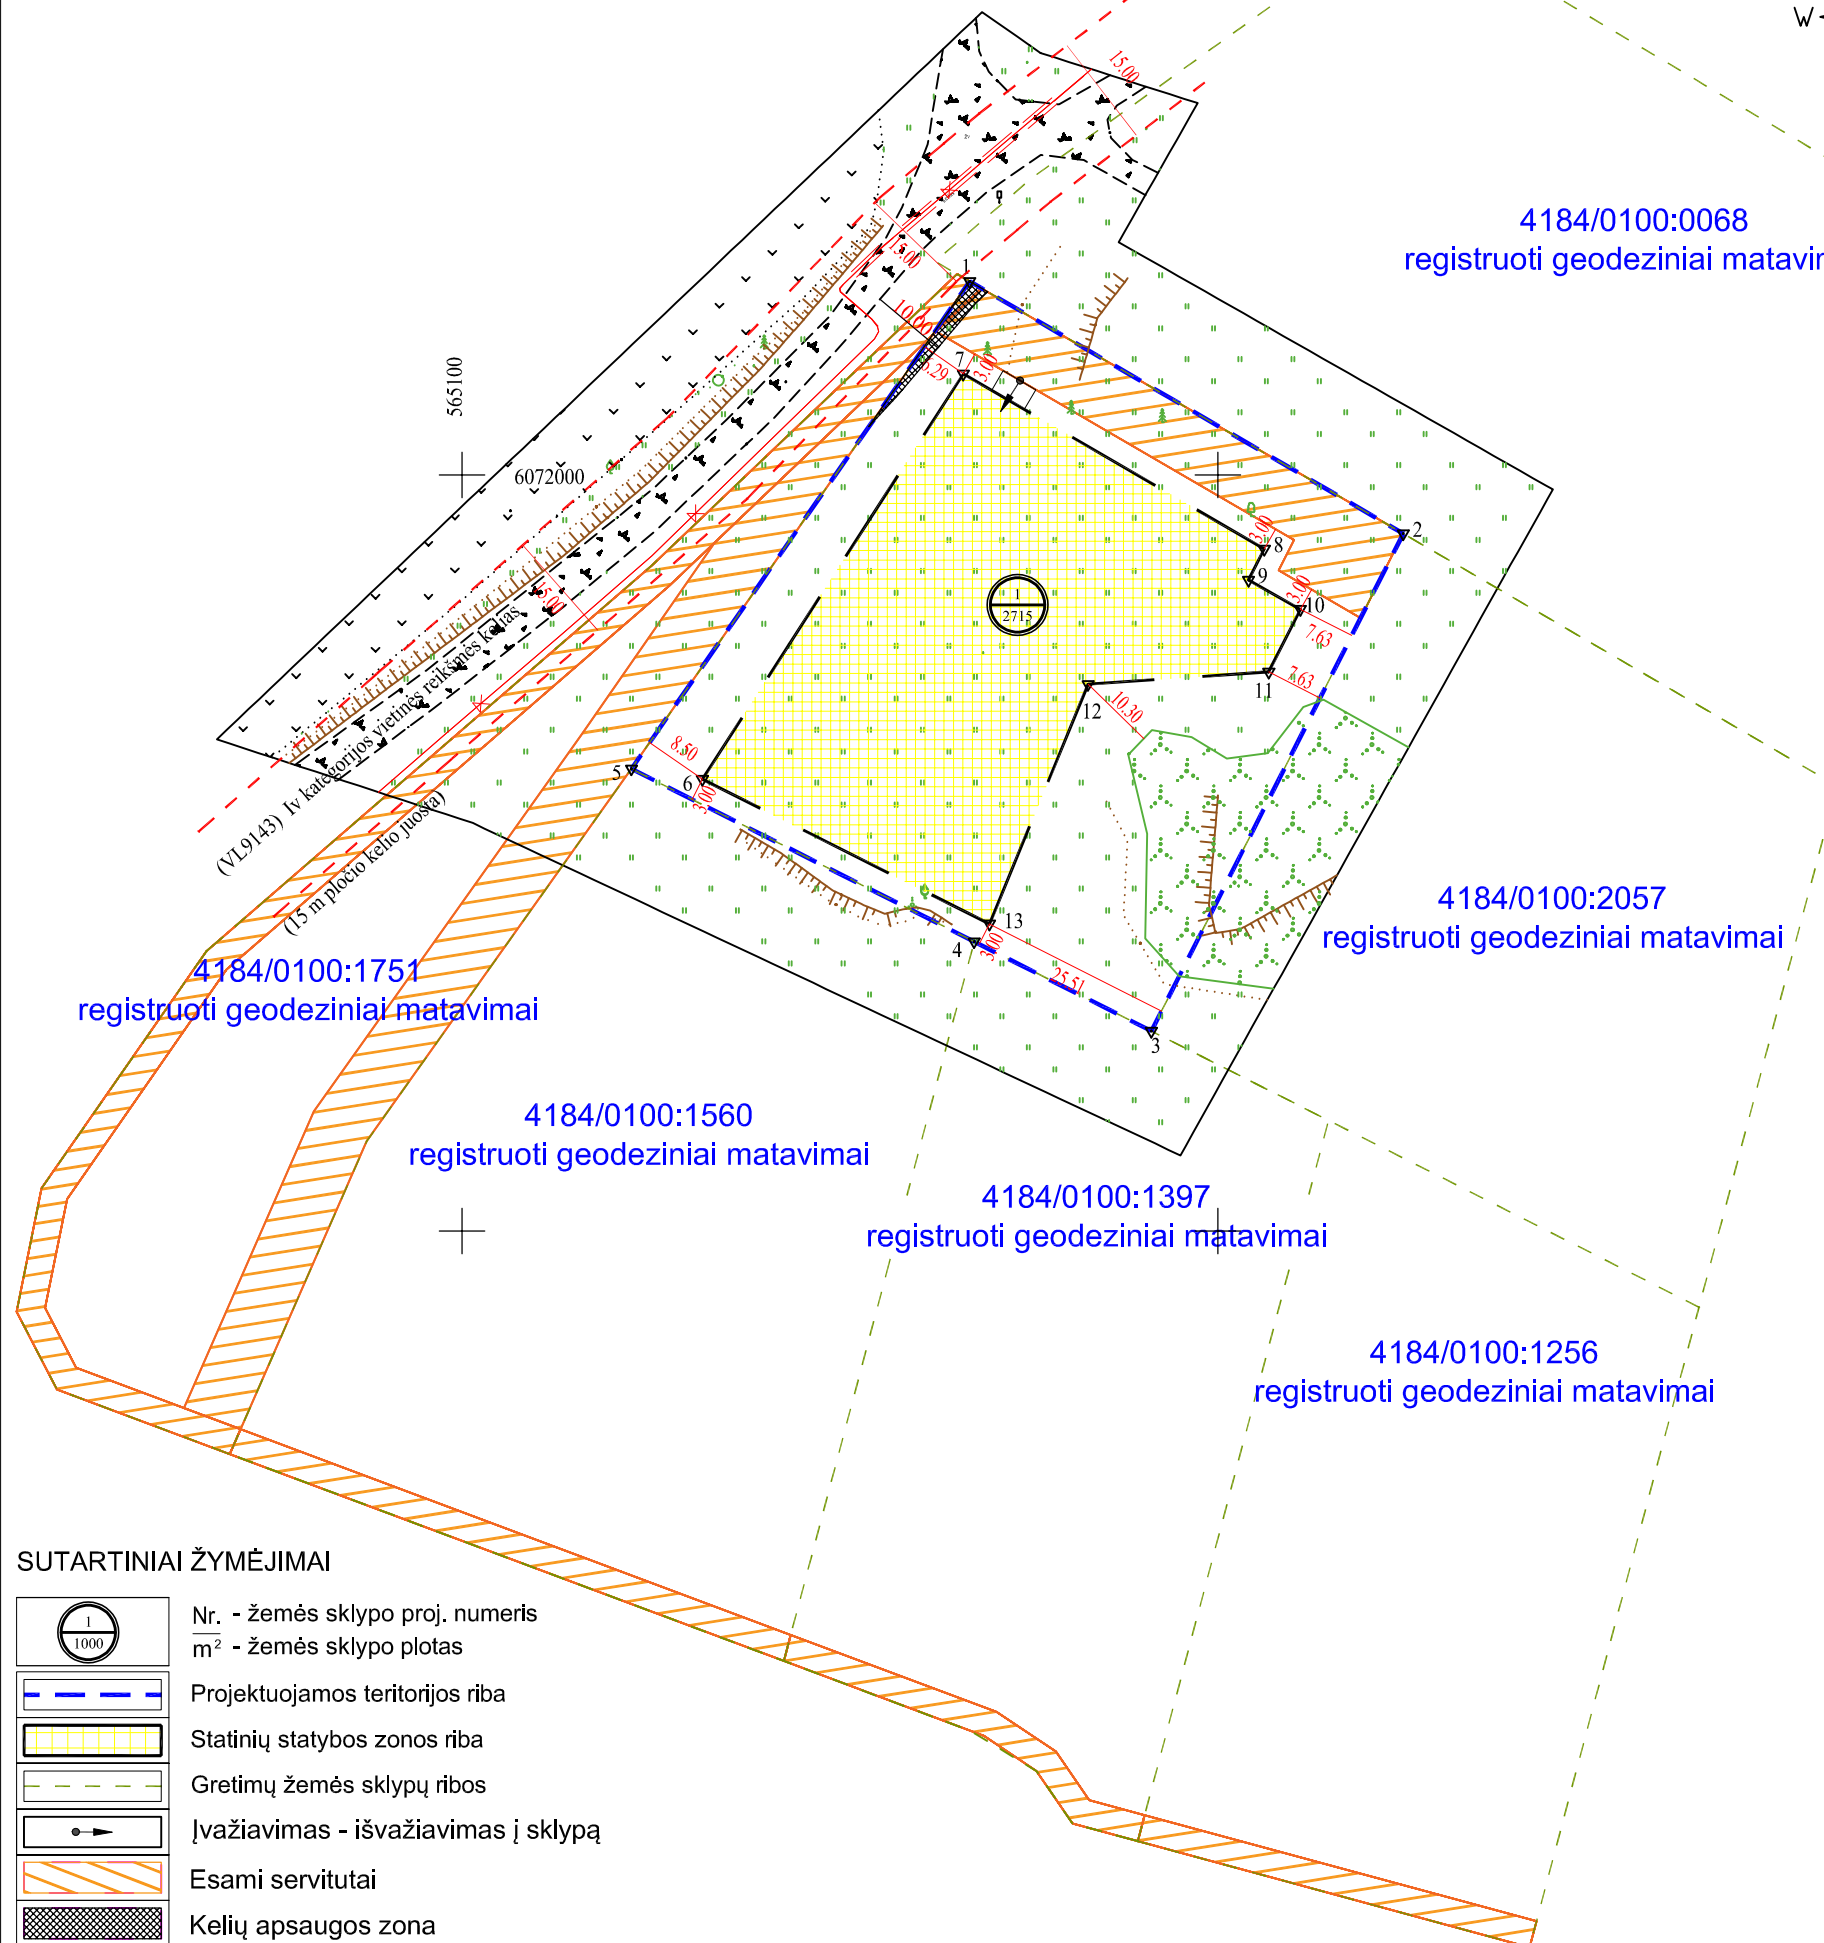 W
15.00
4184/0100:0068
registruoti geodeziniai matavim
15.00
1
10.00
7
3.00
565100
6072000
2
3.00
8
9
1
2715
3.00
10
7.63
15.00
11
7.63
12
10.30
(VL9143) Iv kategorijos vietinės reikšmės kelias
(15 m pločio kelio juosta)
8.50
5
6
3.00
13
4
3.00
25.51
3
4184/0100:2057
registruoti geodeziniai matavimai
4184/0100:1751
registruoti geodeziniai matavimai
4184/0100:1560
registruoti geodeziniai matavimai
4184/0100:1397
registruoti geodeziniai matavimai
4184/0100:1256
registruoti geodeziniai matavimai
SUTARTINIAI ŽYMĖJIMAI
1
1000
Nr. - žemės sklypo proj. numeris
m² - žemės sklypo plotas
Projektuojamos teritorijos riba
Statinių statybos zonos riba
Gretimų žemės sklypų ribos
Įvažiavimas - išvažiavimas į sklypą
Esami servitutai
Kelių apsaugos zona